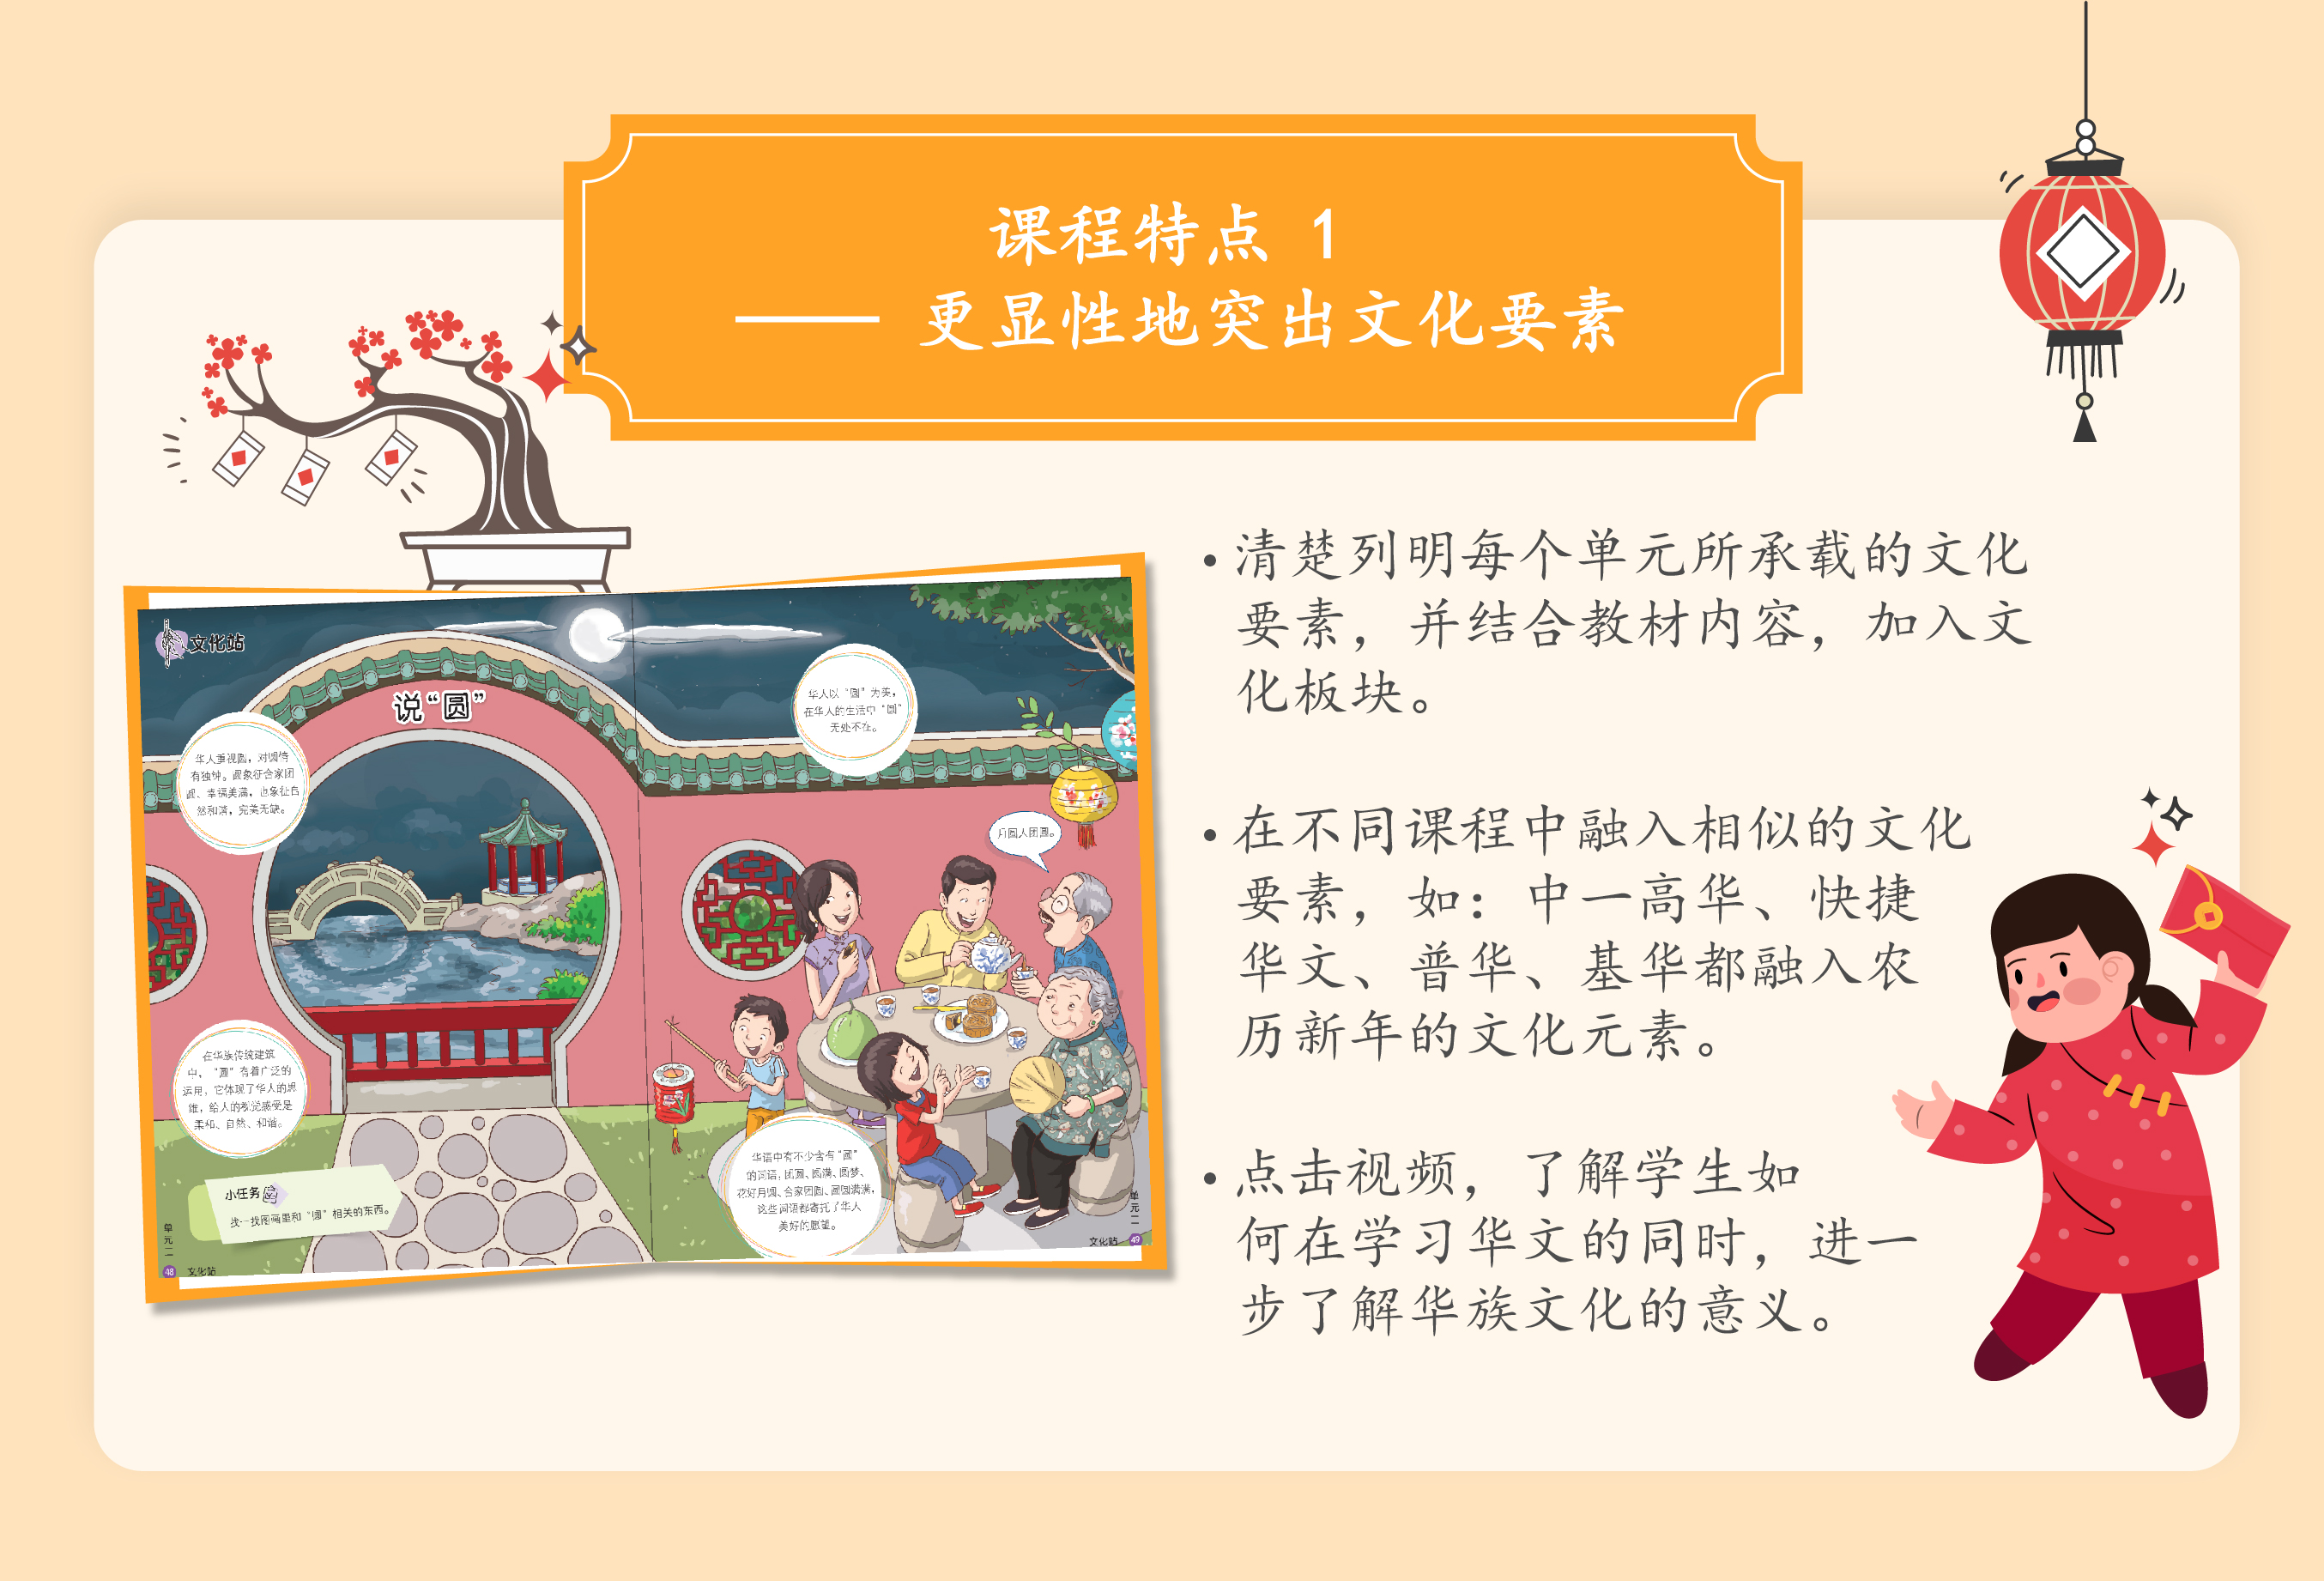 课程特点 1
—— 更显性地突出文化要素
文化站
说“圆”
华人重视圆，对圆情
有独钟。圆象征合家团
圆、幸福美满，也象征自
然和谐，完美无缺。
华人以“圆”为美，
在华人的生活中“圆”
无处不在。
月圆人团圆。
在华族传统建筑
中，“圆”有着广泛的
运用，它体现了华人的思
维，给人的视觉感受是
柔和、自然、和谐。
华语中有不少含有“圆”
的词语，团圆、圆满、圆梦、
花好月圆、合家团圆、圆圆满满，
这些词语都寄托了华人
美好的愿望。
小任务
找一找图画里和“圆”相关的东西。
单元二
48 文化站
单元二
文化站 49
• 清楚列明每个单元所承载的文化
要素，并结合教材内容，加入文
化板块。
• 在不同课程中融入相似的文化
要素，如：中一高华、快捷
华文、普华、基华都融入农
历新年的文化元素。
• 点击视频，了解学生如
何在学习华文的同时，进一
步了解华族文化的意义。